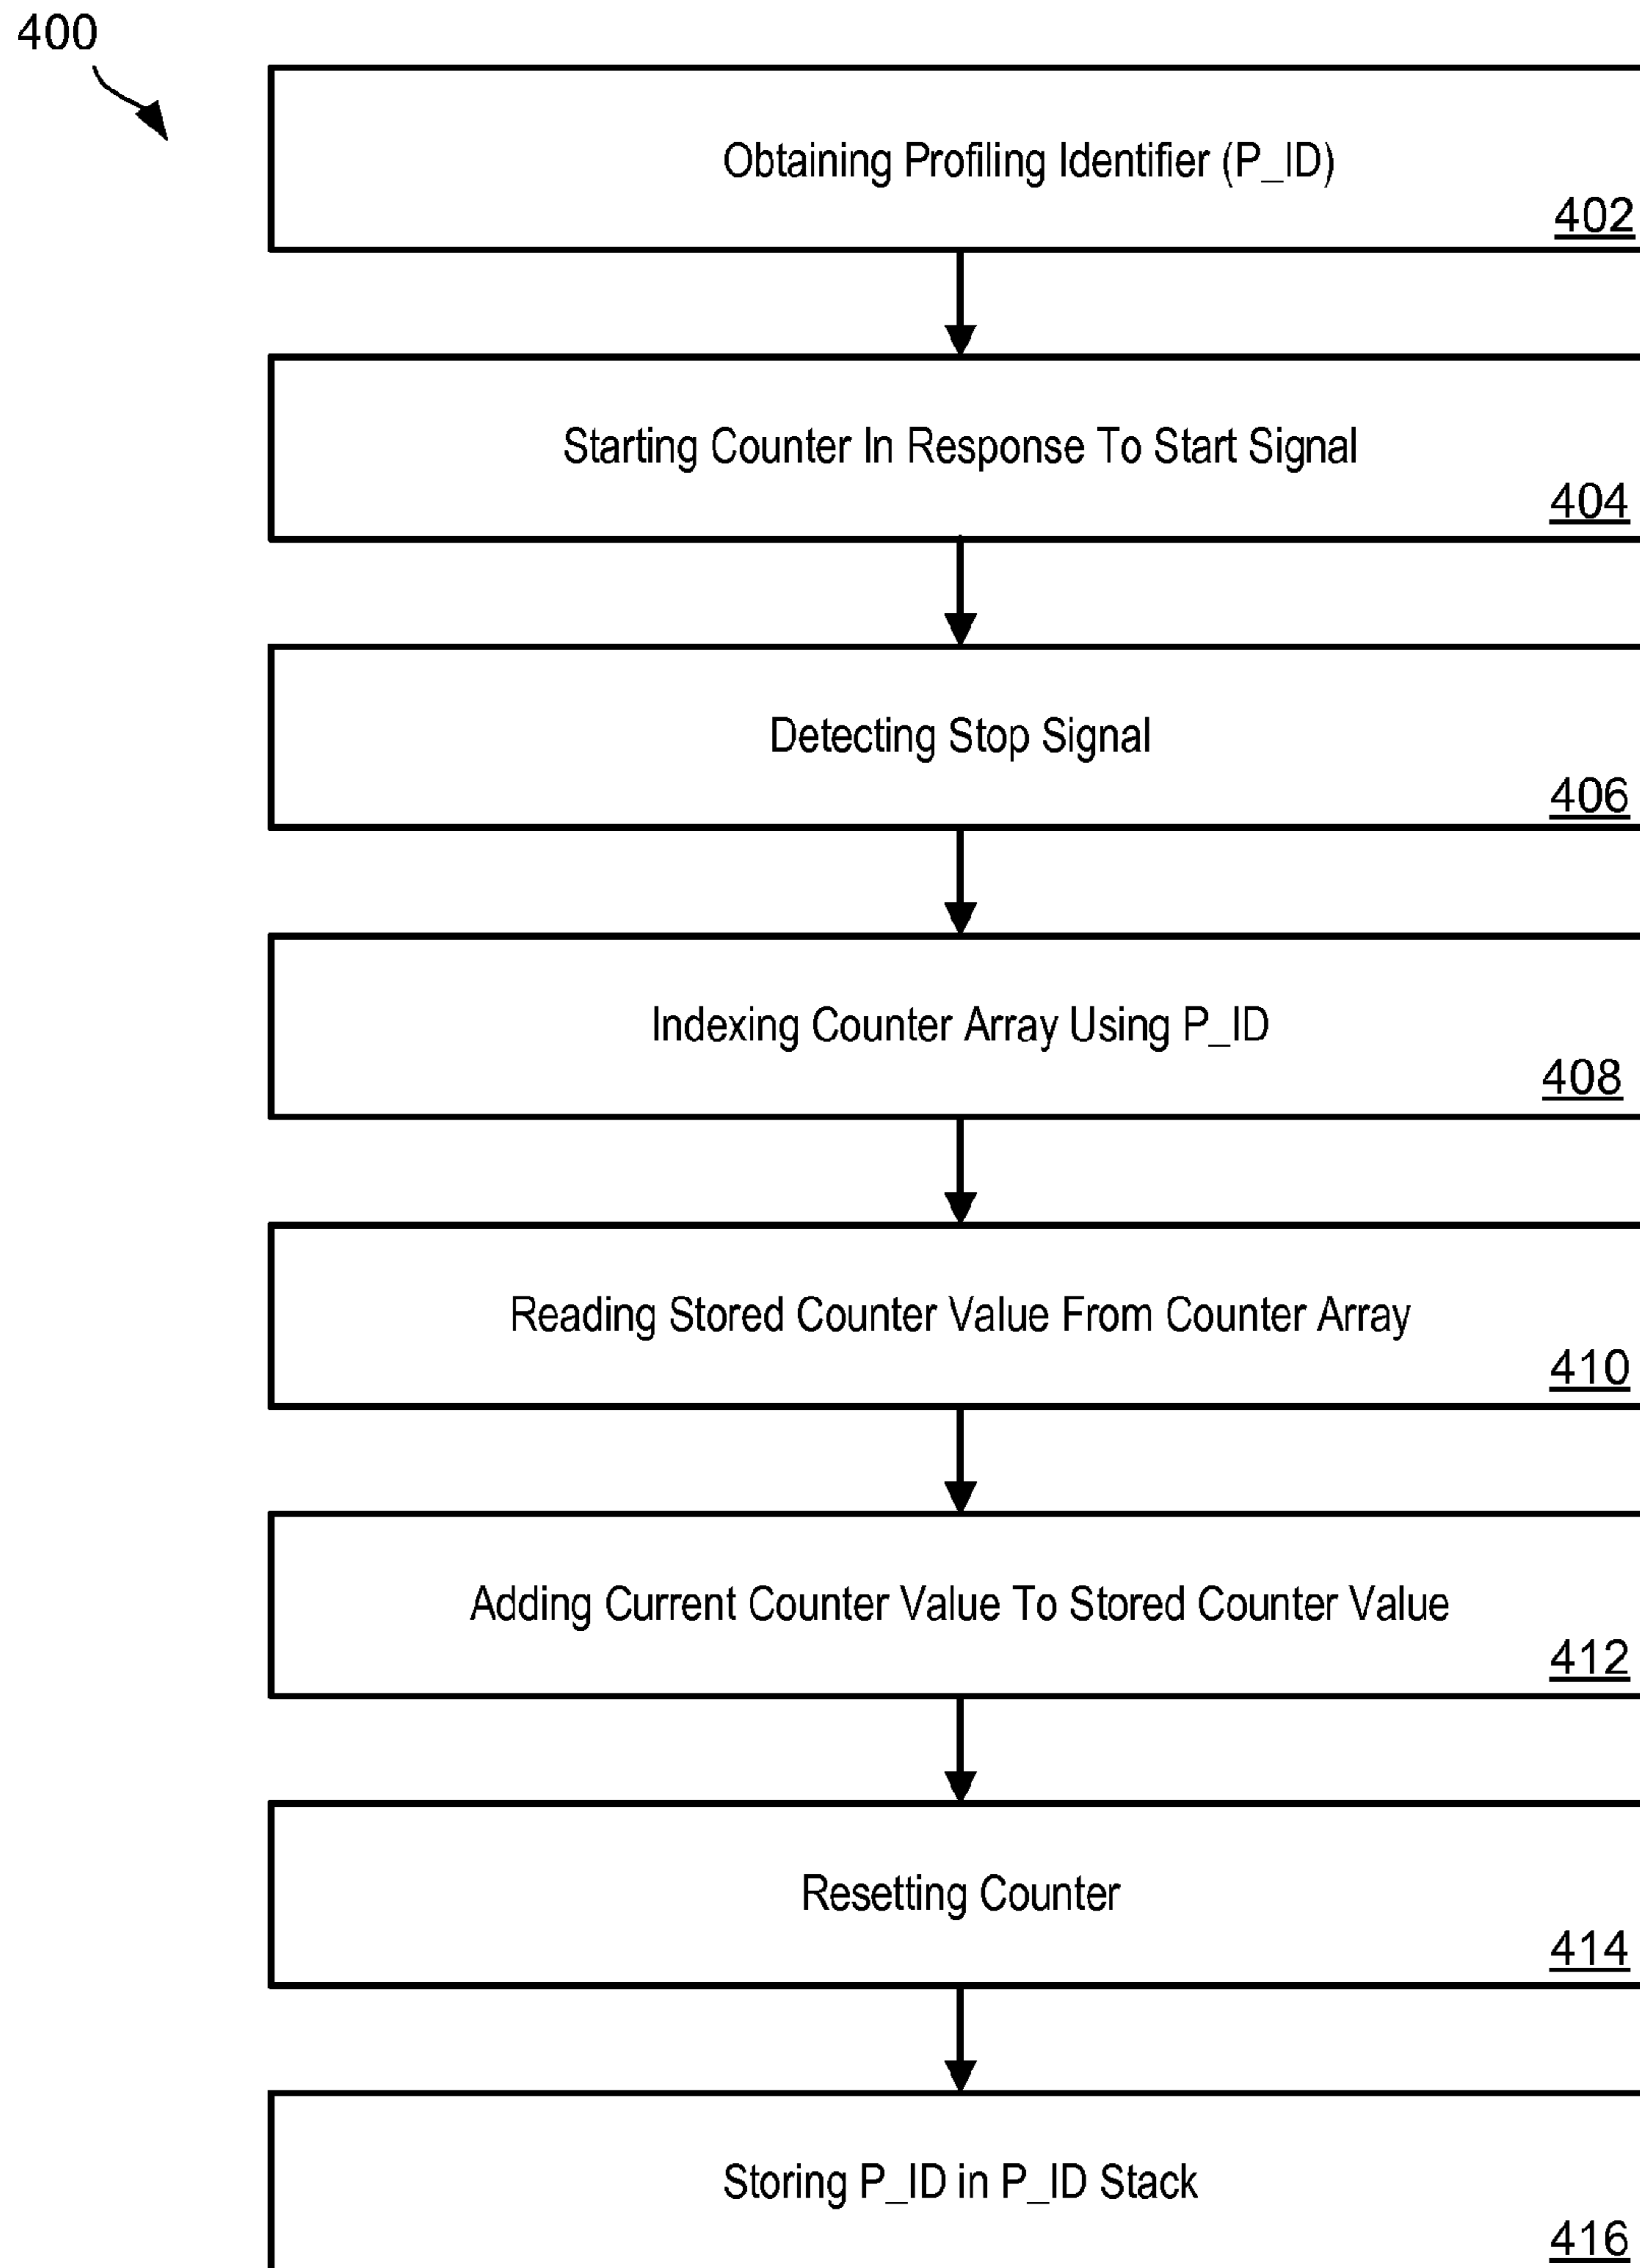 400
Obtaining Profiling Identifier (P_ID)
402
Starting Counter In Response To Start Signal
404
Detecting Stop Signal
406
Indexing Counter Array Using P_ID
408
Reading Stored Counter Value From Counter Array
410
Adding Current Counter Value To Stored Counter Value
412
Resetting Counter
414
Storing P_ID in P_ID Stack
416